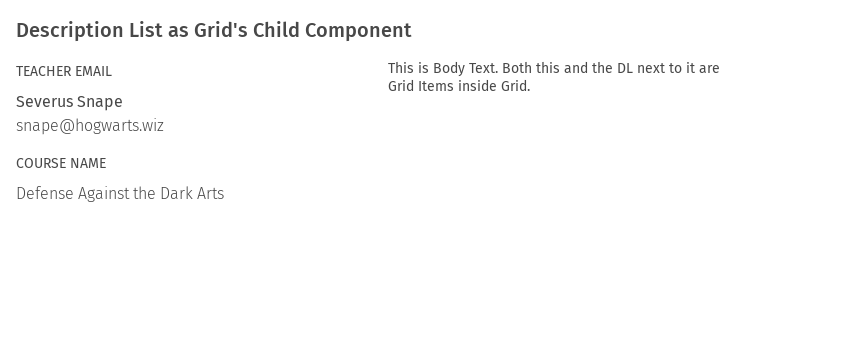 Description List as Grid's Child Component
TEACHER EMAIL
Severus Snape
snape@hogwarts.wiz
COURSE NAME
Defense Against the Dark Arts
This is Body Text. Both this and the DL next to it are
Grid Items inside Grid.